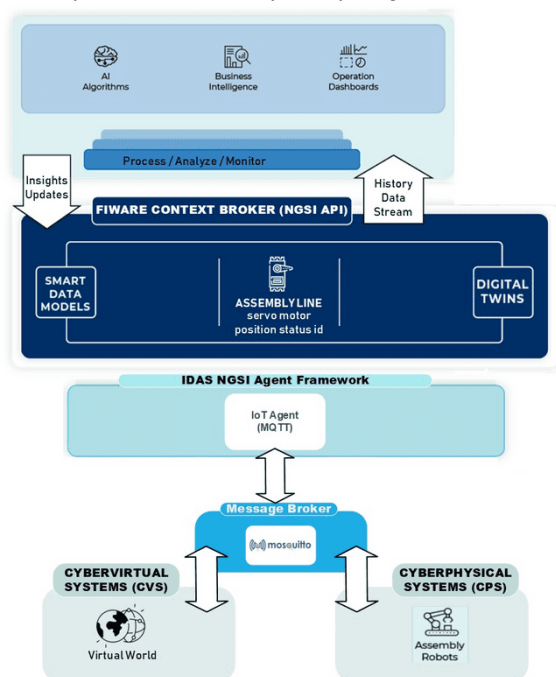 AI
Algorithms
Business
Intelligence
Operation
Dashboards
Process / Analyze / Monitor
Insights
Updates
History
Data
Stream
FIWARE CONTEXT BROKER (NGSI API)
SMART
DATA
MODELS
ASSEMBLY LINE
servo motor
position status id
DIGITAL
TWINS
IDAS NGSI Agent Framework
IoT Agent
(MQTT)
Message Broker
mosquitto
CYBERVIRTUAL
SYSTEMS (CVS)
Virtual World
CYBERPHYSICAL
SYSTEMS (CPS)
Assembly
Robots